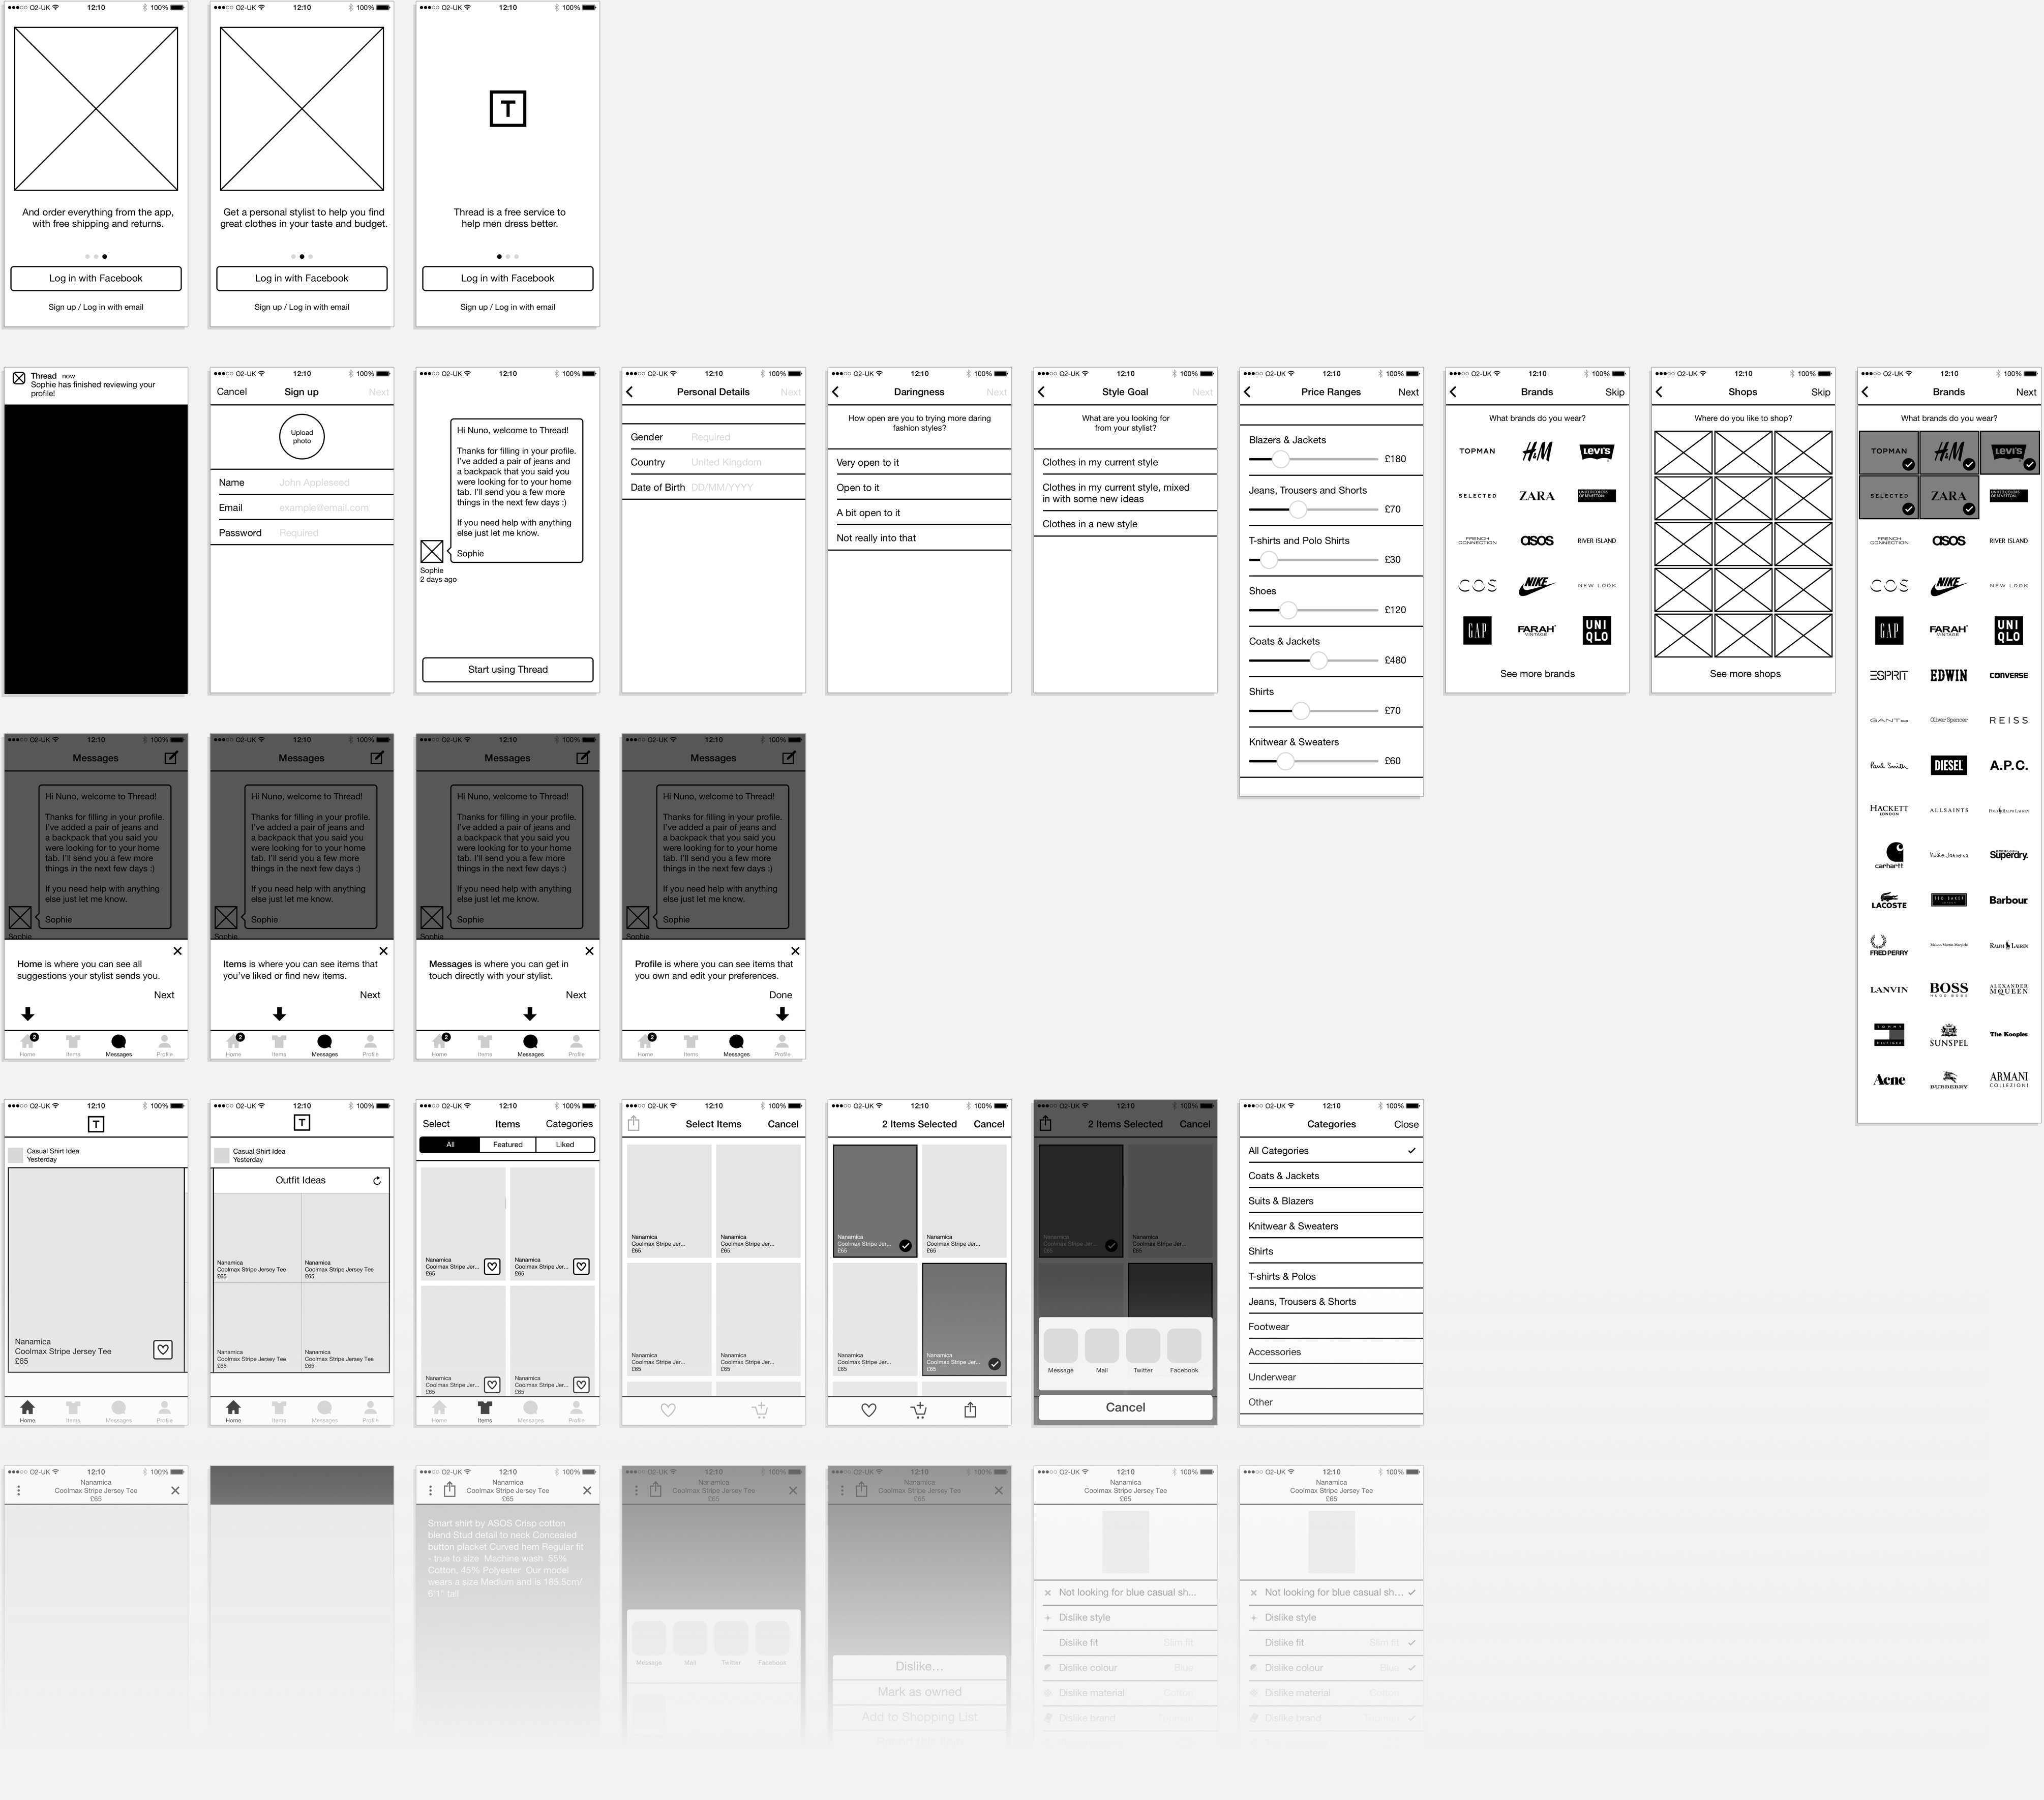 O2-UK 12:10 100%
And order everything from the app,
with free shipping and returns.
Log in with Facebook
Sign up / Log in with email
O2-UK 12:10 100%
Get a personal stylist to help you find
great clothes in your taste and budget.
Log in with Facebook
Sign up / Log in with email
O2-UK 12:10 100%
T
Thread is a free service to
help men dress better.
Log in with Facebook
Sign up / Log in with email
Thread now
Sophie has finished reviewing your
profile!
O2-UK 12:10 100%
Cancel Sign up Next
Upload
photo
Name John Appleseed
Email example@email.com
Password Required
O2-UK 12:10 100%
Hi Nuno, welcome to Thread!
Thanks for filling in your profile.
I've added a pair of jeans and
a backpack that you said you
were looking for to your home
tab. I'll send you a few more
things in the next few days :)
If you need help with anything
else just let me know.
Sophie
Sophie
2 days ago
Start using Thread
O2-UK 12:10 100%
Personal Details Next
Gender Required
Country United Kingdom
Date of Birth DD/MM/YYYY
O2-UK 12:10 100%
Daringness Next
How open are you to trying more daring
fashion styles?
Very open to it
Open to it
A bit open to it
Not really into that
O2-UK 12:10 100%
Style Goal Next
What are you looking for
from your stylist?
Clothes in my current style
Clothes in my current style, mixed
in with some new ideas
Clothes in a new style
O2-UK 12:10 100%
Price Ranges Next
Blazers & Jackets
£180
Jeans, Trousers and Shorts
£70
T-shirts and Polo Shirts
£30
Shoes
£120
Coats & Jackets
£480
Shirts
£70
Knitwear & Sweaters
£60
O2-UK 12:10 100%
Brands Skip
What brands do you wear?
TOPMAN H&M LEVI'S
SELECTED ZARA UNITED COLORS
OF BENETTON.
FRENCH
CONNECTION asos RIVER ISLAND
COS NIKE NEW LOOK
GAP FARAH
VINTAGE UNI
QLO
See more brands
O2-UK 12:10 100%
Shops Skip
Where do you like to shop?
See more shops
O2-UK 12:10 100%
Brands Next
What brands do you wear?
TOPMAN H&M LEVI'S
SELECTED ZARA UNITED COLORS
OF BENETTON.
FRENCH
CONNECTION asos RIVER ISLAND
COS NIKE NEW LOOK
GAP FARAH
VINTAGE UNI
QLO
ESPRIT EDWIN CONVERSE
GANT Oliver Spencer REISS
Paul Smith DIESEL A.P.C.
HACKETT
LONDON ALLSAINTS POLO RALPH LAUREN
carhartt Superdry.
LACOSTE TED BAKER Barbour
FRED PERRY Maison Martin Margiela RALPH LAUREN
LANVIN BOSS
HUGO BOSS ALEXANDER
MCQUEEN
TOMMY
HILFIGER SUNSPEL The Kooples
Acne BURBERRY ARMANI
COLLEZIONI
O2-UK 12:10 100%
Messages
Hi Nuno, welcome to Thread!
Thanks for filling in your profile.
I've added a pair of jeans and
a backpack that you said you
were looking for to your home
tab. I'll send you a few more
things in the next few days :)
If you need help with anything
else just let me know.
Sophie
Sophie
Home is where you can see all
suggestions your stylist sends you.
Next
2
Home Items Messages Profile
O2-UK 12:10 100%
Messages
Hi Nuno, welcome to Thread!
Thanks for filling in your profile.
I've added a pair of jeans and
a backpack that you said you
were looking for to your home
tab. I'll send you a few more
things in the next few days :)
If you need help with anything
else just let me know.
Sophie
Sophie
Items is where you can see items that
you've liked or find new items.
Next
2
Home Items Messages Profile
O2-UK 12:10 100%
Messages
Hi Nuno, welcome to Thread!
Thanks for filling in your profile.
I've added a pair of jeans and
a backpack that you said you
were looking for to your home
tab. I'll send you a few more
things in the next few days :)
If you need help with anything
else just let me know.
Sophie
Sophie
Messages is where you can get in
touch directly with your stylist.
Next
2
Home Items Messages Profile
O2-UK 12:10 100%
Messages
Hi Nuno, welcome to Thread!
Thanks for filling in your profile.
I've added a pair of jeans and
a backpack that you said you
were looking for to your home
tab. I'll send you a few more
things in the next few days :)
If you need help with anything
else just let me know.
Sophie
Sophie
Profile is where you can see items that
you own and edit your preferences.
Done
2
Home Items Messages Profile
O2-UK 12:10 100%
T
Casual Shirt Idea
Yesterday
Nanamica
Coolmax Stripe Jersey Tee
£65
Home Items Messages Profile
O2-UK 12:10 100%
T
Casual Shirt Idea
Yesterday
Outfit Ideas
Nanamica Nanamica
Coolmax Stripe Jersey Tee Coolmax Stripe Jersey Tee
£65 £65
Nanamica Nanamica
Coolmax Stripe Jersey Tee Coolmax Stripe Jersey Tee
£65 £65
Home Items Messages Profile
O2-UK 12:10 100%
Select Items Categories
All Featured Liked
Nanamica Nanamica
Coolmax Stripe Jer... Coolmax Stripe Jer...
£65 £65
Nanamica Nanamica
Coolmax Stripe Jer... Coolmax Stripe Jer...
£65 £65
Home Items Messages Profile
O2-UK 12:10 100%
Select Items Cancel
Nanamica Nanamica
Coolmax Stripe Jer... Coolmax Stripe Jer...
£65 £65
Nanamica Nanamica
Coolmax Stripe Jer... Coolmax Stripe Jer...
£65 £65
O2-UK 12:10 100%
2 Items Selected Cancel
Nanamica Nanamica
Coolmax Stripe Jer... Coolmax Stripe Jer...
£65 £65
Nanamica Nanamica
Coolmax Stripe Jer... Coolmax Stripe Jer...
£65 £65
O2-UK 12:10 100%
2 Items Selected Cancel
Nanamica Nanamica
Coolmax Stripe Jer... Coolmax Stripe Jer...
£65 £65
Message Mail Twitter Facebook
Cancel
O2-UK 12:10 100%
Categories Close
All Categories
Coats & Jackets
Suits & Blazers
Knitwear & Sweaters
Shirts
T-shirts & Polos
Jeans, Trousers & Shorts
Footwear
Accessories
Underwear
Other
O2-UK 12:10 100%
Nanamica
Coolmax Stripe Jersey Tee
£65
O2-UK 12:10 100%
Nanamica
Coolmax Stripe Jersey Tee
£65
Smart shirt by ASOS Crisp cotton
blend Stud detail to neck Concealed
button placket Curved hem Regular fit
- true to size Machine wash 55%
Cotton, 45% Polyester Our model
wears a size Medium and is 185.5cm/
6'1" tall
O2-UK 12:10 100%
Nanamica
Coolmax Stripe Jersey Tee
£65
Message Mail Twitter Facebook
O2-UK 12:10 100%
Nanamica
Coolmax Stripe Jersey Tee
£65
Dislike...
Mark as owned
Add to Shopping List
O2-UK 12:10 100%
Nanamica
Coolmax Stripe Jersey Tee
£65
Not looking for blue casual sh...
Dislike style
Dislike fit Slim fit
Dislike colour Blue
Dislike material Cotton
Dislike brand
O2-UK 12:10 100%
Nanamica
Coolmax Stripe Jersey Tee
£65
Not looking for blue casual sh...
Dislike style
Dislike fit Slim fit
Dislike colour Blue
Dislike material Cotton
Dislike brand